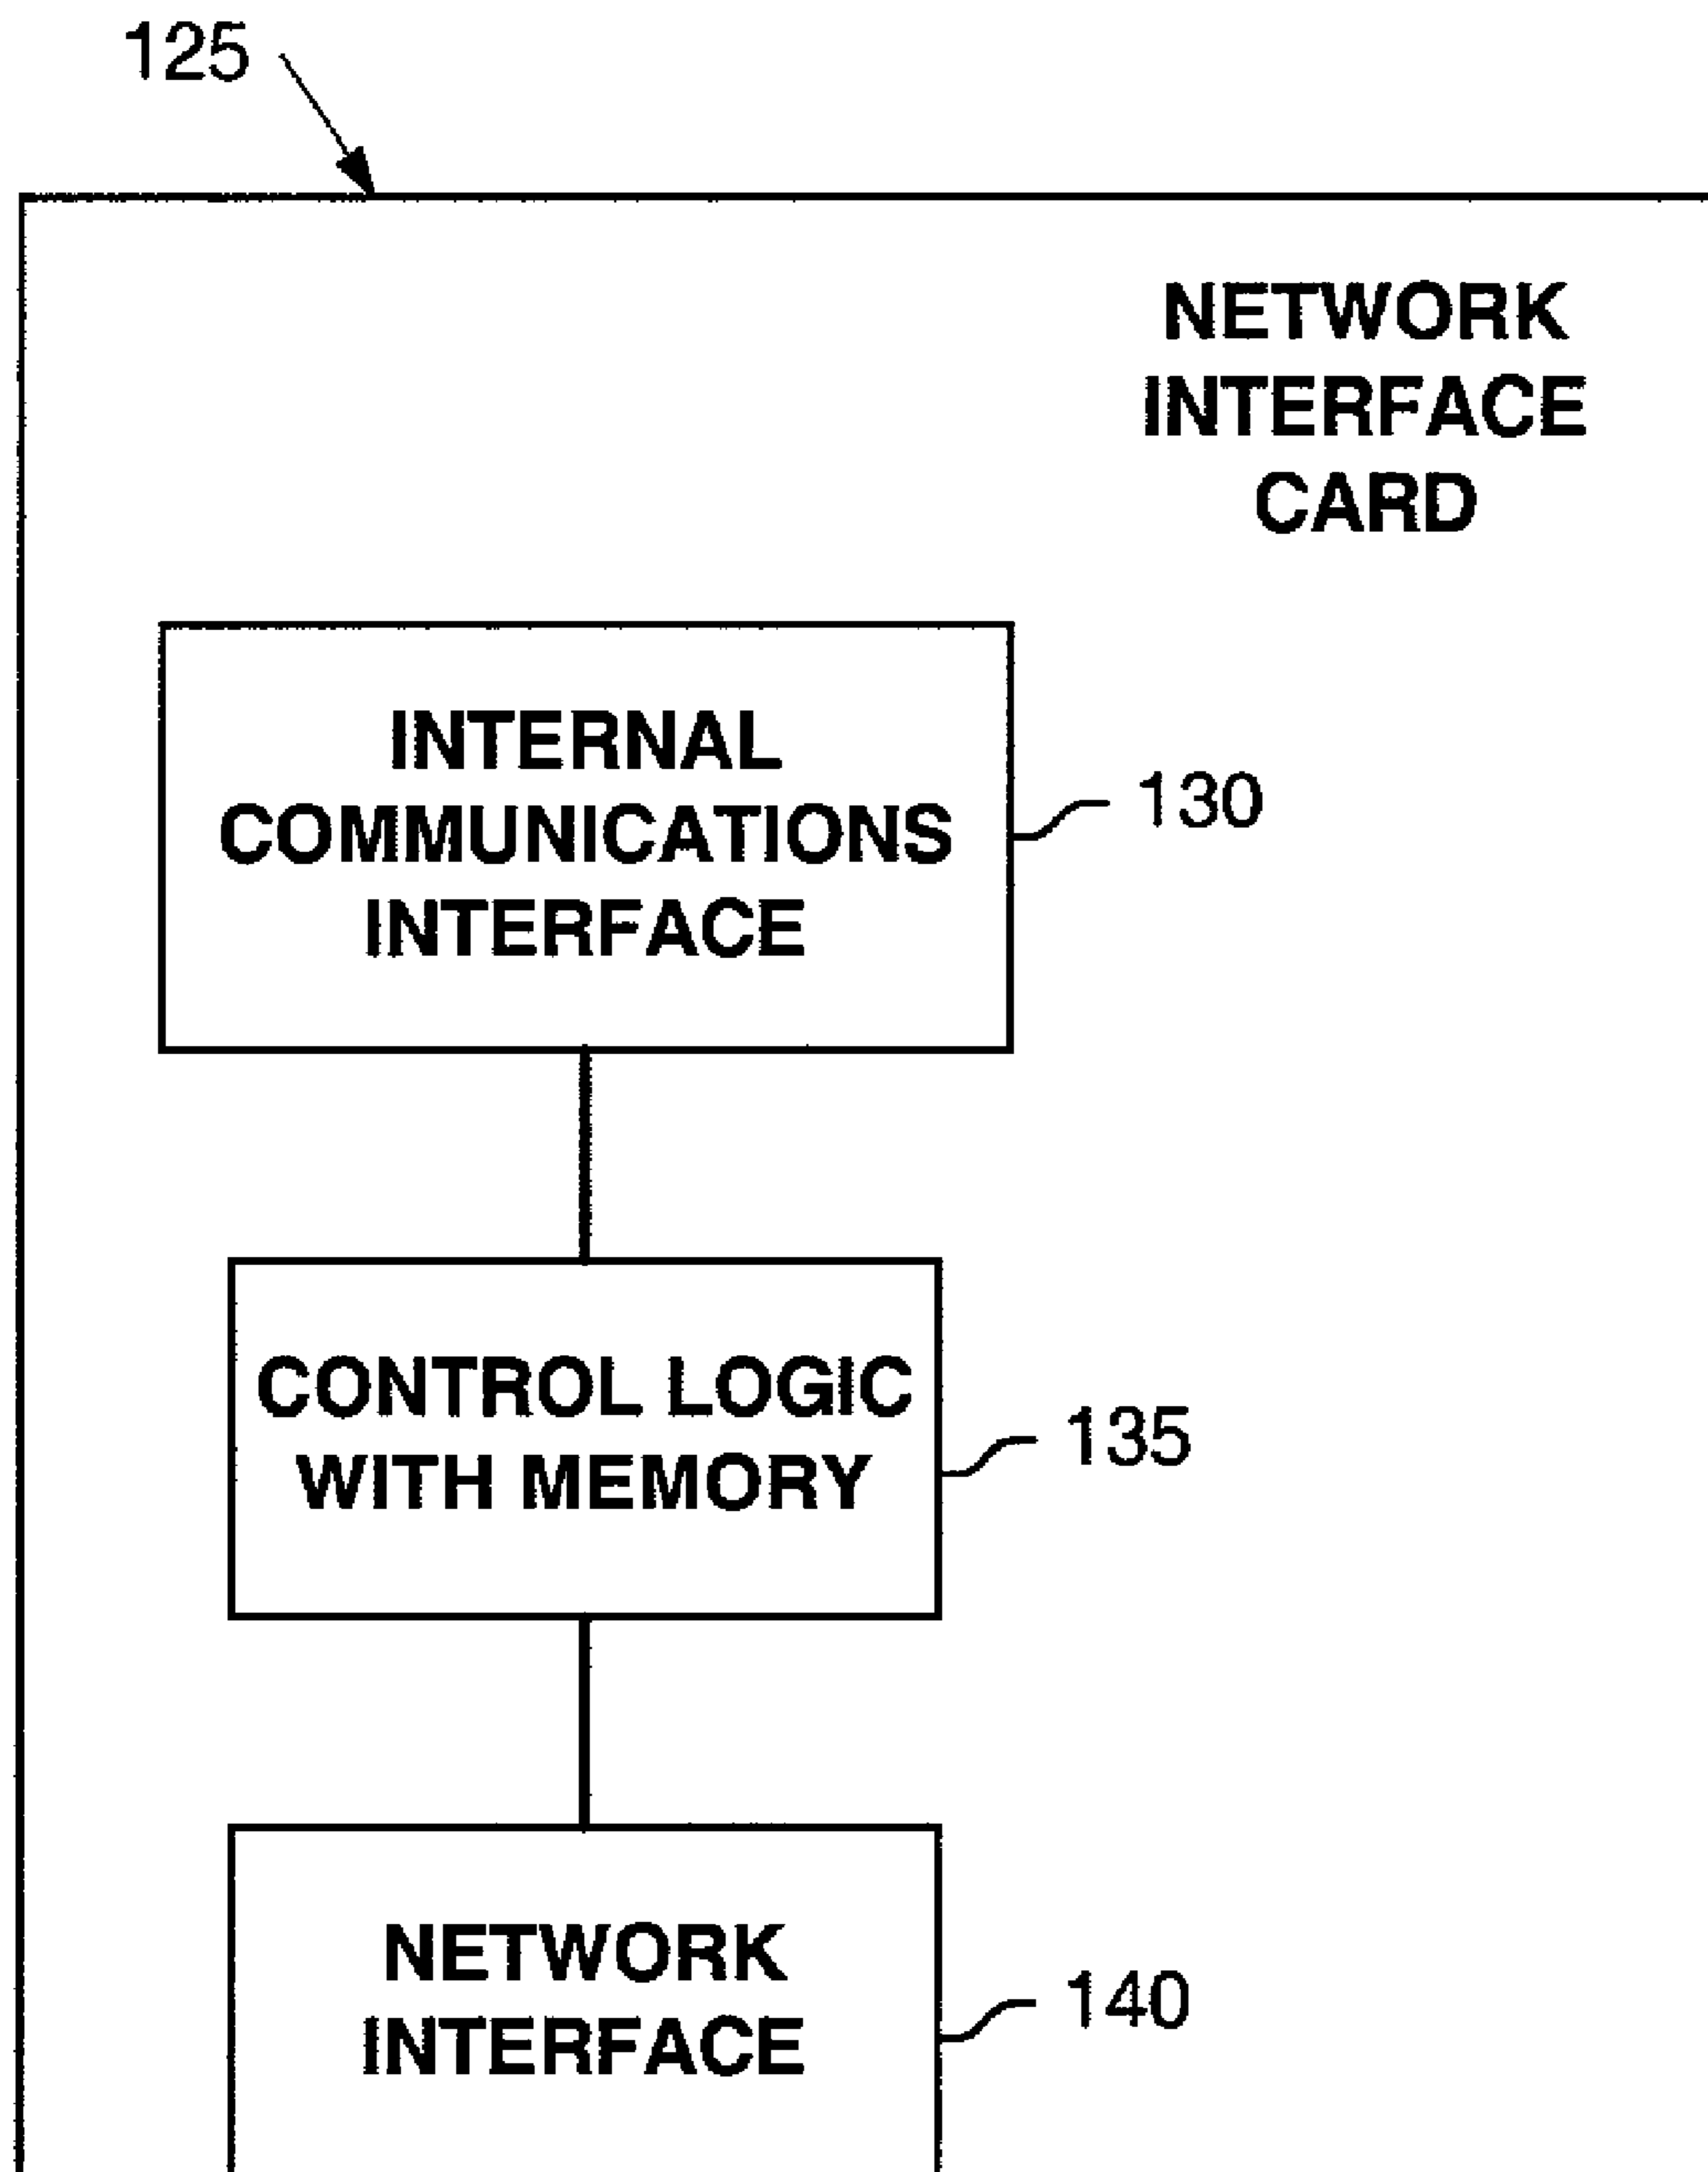 125
NETWORK
INTERFACE
CARD
INTERNAL
COMMUNICATIONS
INTERFACE
130
CONTROL LOGIC
WITH MEMORY
135
NETWORK
INTERFACE
140